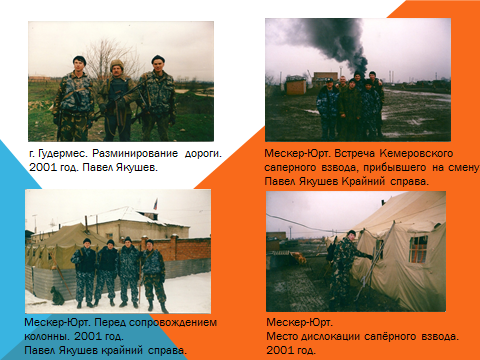 г. Гудермес. Разминирование дороги.
2001 год. Павел Якушев.
Мескер-Юрт. Встреча Кемеровского
саперного взвода, прибывшего на смену
Павел Якушев Крайний справа.
Мескер-Юрт. Перед сопровождением
колонны. 2001 год.
Павел Якушев крайний справа.
Мескер-Юрт.
Место дислокации сапёрного взвода.
2001 год.